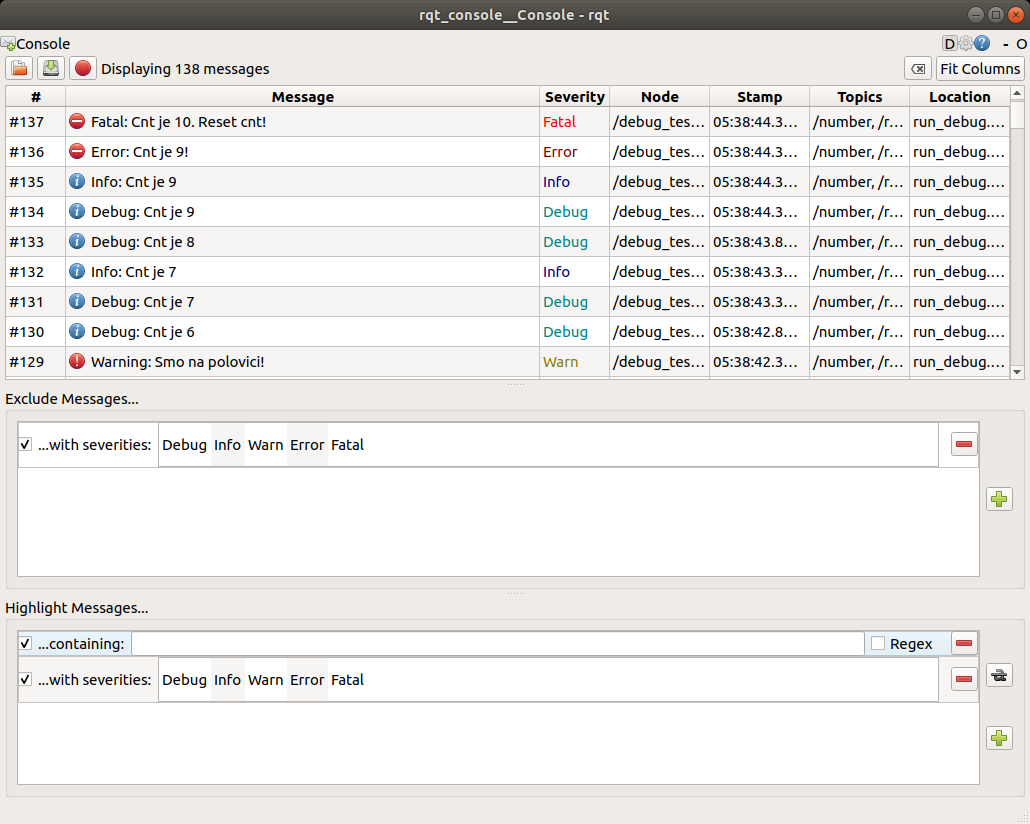 rqt_console__Console - rqt
Console D ? - O
Displaying 138 messages Fit Columns
# Message Severity Node Stamp Topics Location
#137 Fatal: Cnt je 10. Reset cnt! Fatal /debug_tes... 05:38:44.3... /number, /r... run_debug....
#136 Error: Cnt je 9! Error /debug_tes... 05:38:44.3... /number, /r... run_debug....
#135 Info: Cnt je 9 Info /debug_tes... 05:38:44.3... /number, /r... run_debug....
#134 Debug: Cnt je 9 Debug /debug_tes... 05:38:44.3... /number, /r... run_debug....
#133 Debug: Cnt je 8 Debug /debug_tes... 05:38:43.8... /number, /r... run_debug....
#132 Info: Cnt je 7 Info /debug_tes... 05:38:43.3... /number, /r... run_debug....
#131 Debug: Cnt je 7 Debug /debug_tes... 05:38:43.3... /number, /r... run_debug....
#130 Debug: Cnt je 6 Debug /debug_tes... 05:38:42.8... /number, /r... run_debug....
#129 Warning: Smo na polovici! Warn /debug_tes... 05:38:42.3... /number, /r... run_debug....
Exclude Messages...
...with severities: Debug Info Warn Error Fatal
Highlight Messages...
...containing: Regex
...with severities: Debug Info Warn Error Fatal